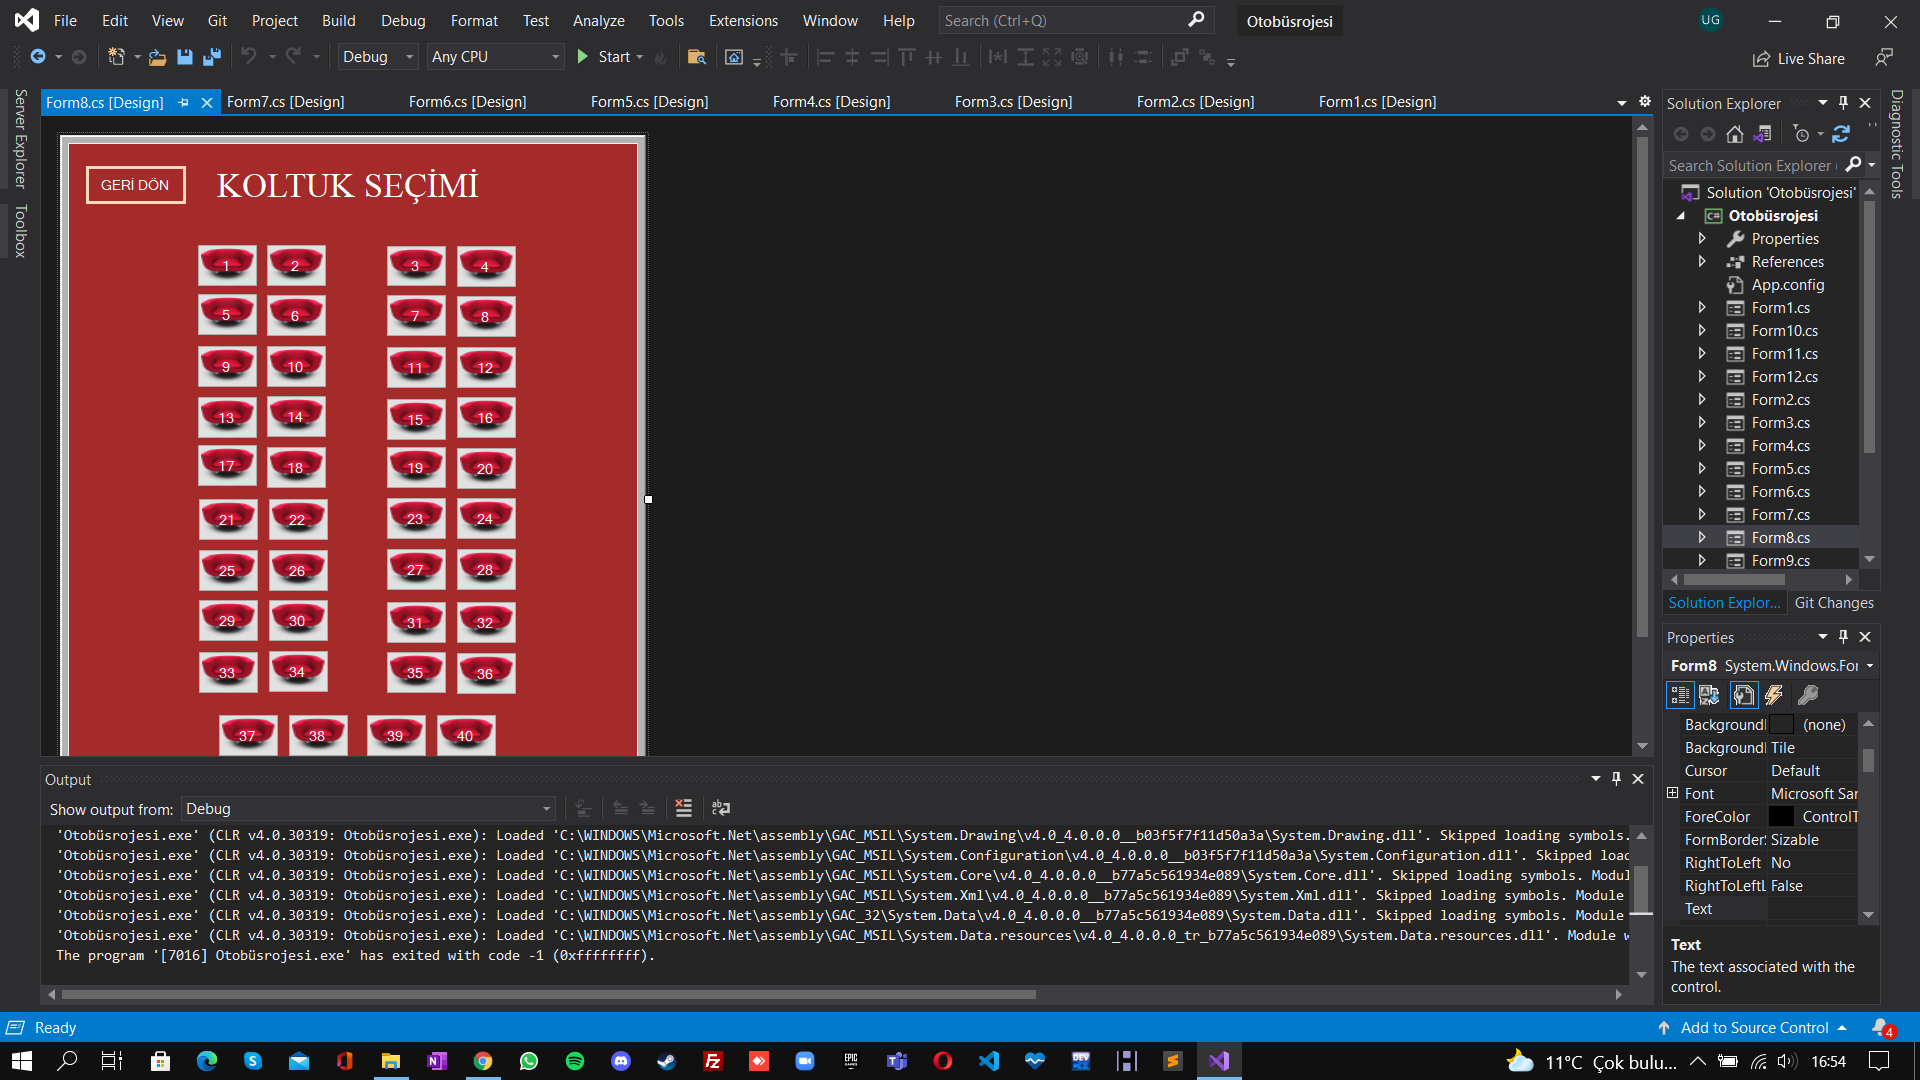 File Edit View Git Project Build Debug Format Test Analyze Tools Extensions Window Help Search (Ctrl+Q) Otobüsrojesi UG
Debug Any CPU Start Live Share
Server Explorer
Toolbox
Form8.cs [Design] Form7.cs [Design] Form6.cs [Design] Form5.cs [Design] Form4.cs [Design] Form3.cs [Design] Form2.cs [Design] Form1.cs [Design]
GERİ DÖN KOLTUK SEÇİMİ
1 2 3 4
5 6 7 8
9 10 11 12
13 14 15 16
17 18 19 20
21 22 23 24
25 26 27 28
29 30 31 32
33 34 35 36
37 38 39 40
Output
Show output from: Debug
'Otobüsrojesi.exe' (CLR v4.0.30319: Otobüsrojesi.exe): Loaded 'C:\WINDOWS\Microsoft.Net\assembly\GAC_MSIL\System.Drawing\v4.0_4.0.0.0__b03f5f7f11d50a3a\System.Drawing.dll'. Skipped loading symbols.
'Otobüsrojesi.exe' (CLR v4.0.30319: Otobüsrojesi.exe): Loaded 'C:\WINDOWS\Microsoft.Net\assembly\GAC_MSIL\System.Configuration\v4.0_4.0.0.0__b03f5f7f11d50a3a\System.Configuration.dll'. Skipped load
'Otobüsrojesi.exe' (CLR v4.0.30319: Otobüsrojesi.exe): Loaded 'C:\WINDOWS\Microsoft.Net\assembly\GAC_MSIL\System.Core\v4.0_4.0.0.0__b77a5c561934e089\System.Core.dll'. Skipped loading symbols. Modul
'Otobüsrojesi.exe' (CLR v4.0.30319: Otobüsrojesi.exe): Loaded 'C:\WINDOWS\Microsoft.Net\assembly\GAC_MSIL\System.Xml\v4.0_4.0.0.0__b77a5c561934e089\System.Xml.dll'. Skipped loading symbols. Module
'Otobüsrojesi.exe' (CLR v4.0.30319: Otobüsrojesi.exe): Loaded 'C:\WINDOWS\Microsoft.Net\assembly\GAC_32\System.Data\v4.0_4.0.0.0__b77a5c561934e089\System.Data.dll'. Skipped loading symbols. Module
'Otobüsrojesi.exe' (CLR v4.0.30319: Otobüsrojesi.exe): Loaded 'C:\WINDOWS\Microsoft.Net\assembly\GAC_MSIL\System.Data.resources\v4.0_4.0.0.0_tr_b77a5c561934e089\System.Data.resources.dll'. Module w
The program '[7016] Otobüsrojesi.exe' has exited with code -1 (0xffffffff).
Solution Explorer
Search Solution Explorer (
Solution 'Otobüsrojesi'
C# Otobüsrojesi
Properties
References
App.config
Form1.cs
Form10.cs
Form11.cs
Form12.cs
Form2.cs
Form3.cs
Form4.cs
Form5.cs
Form6.cs
Form7.cs
Form8.cs
Form9.cs
Solution Explor... Git Changes
Properties
Form8 System.Windows.For
Background (none)
Background Tile
Cursor Default
Font Microsoft San
ForeColor ControlT
FormBorder Sizable
RightToLeft No
RightToLeftL False
Text
Text
The text associated with the
control.
Diagnostic Tools
Ready Add to Source Control 4
11°C Çok bulu... 16:54